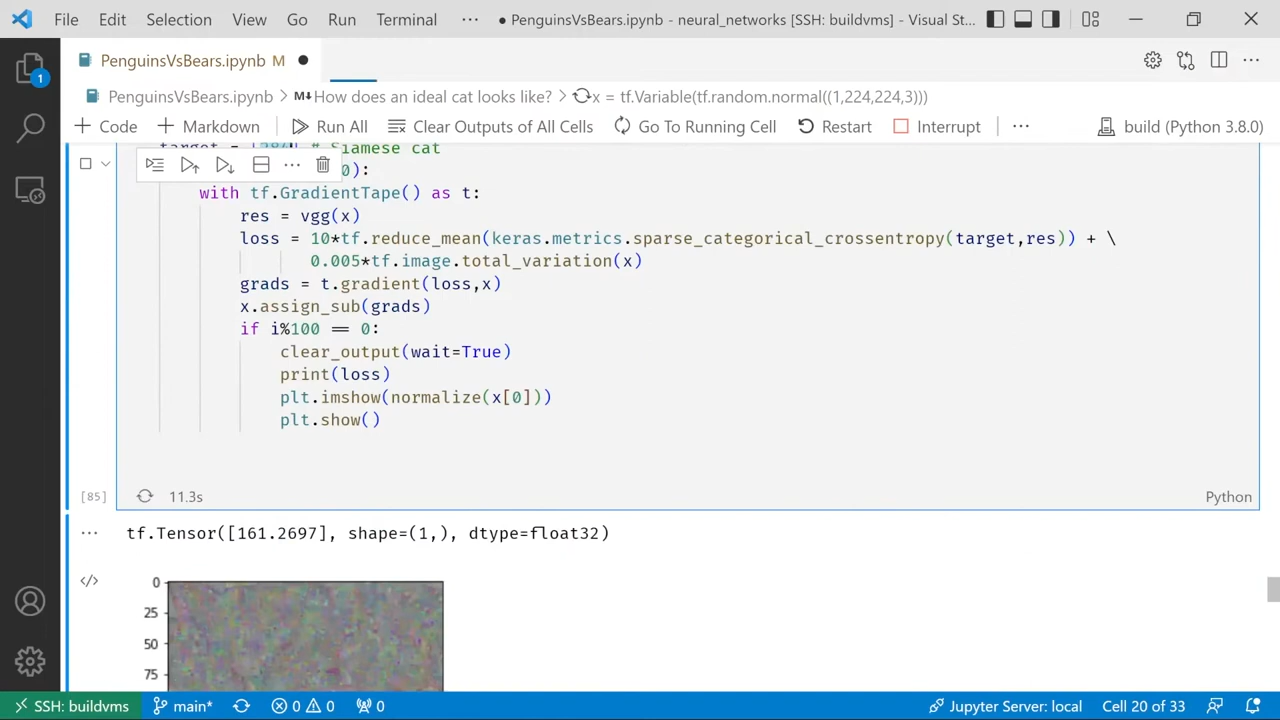 File Edit Selection View Go Run Terminal ··· ● PenguinsVsBears.ipynb - neural_networks [SSH: buildvms] - Visual St...
PenguinsVsBears.ipynb M ●
1
PenguinsVsBears.ipynb > M↓How does an ideal cat looks like? > x = tf.Variable(tf.random.normal((1,224,224,3)))
+ Code + Markdown Run All Clear Outputs of All Cells Go To Running Cell Restart Interrupt ··· build (Python 3.8.0)
target = [284] # Siamese cat
0):
with tf.GradientTape() as t:
res = vgg(x)
loss = 10*tf.reduce_mean(keras.metrics.sparse_categorical_crossentropy(target,res)) + \
0.005*tf.image.total_variation(x)
grads = t.gradient(loss,x)
x.assign_sub(grads)
if i%100 == 0:
clear_output(wait=True)
print(loss)
plt.imshow(normalize(x[0]))
plt.show()
[85] 11.3s Python
··· tf.Tensor([161.2697], shape=(1,), dtype=float32)
</> 0
25
50
75
SSH: buildvms main* 0 0 0 Jupyter Server: local Cell 20 of 33